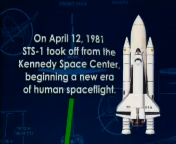 On April 12, 1981
STS-1 took off from the
Kennedy Space Center,
beginning a new era
of human spaceflight.